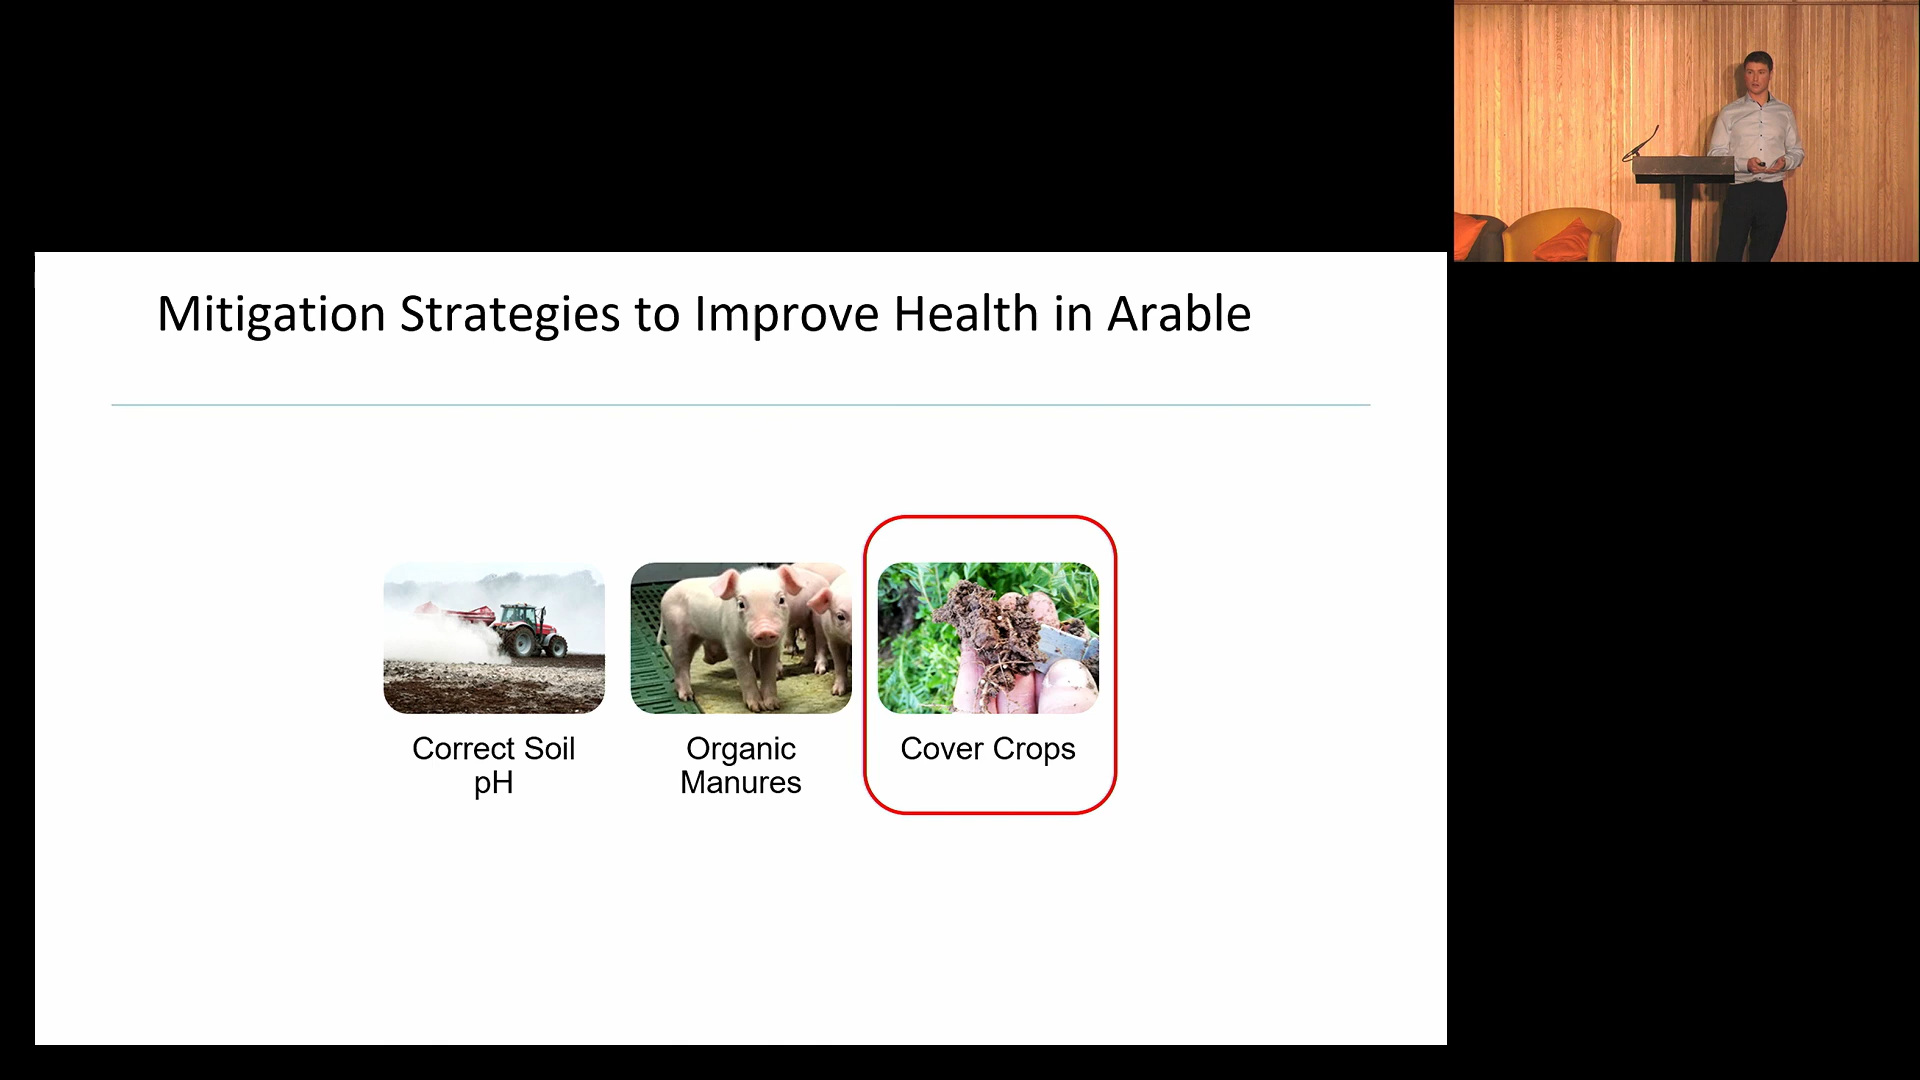 Mitigation Strategies to Improve Health in Arable
Correct Soil
pH
Organic
Manures
Cover Crops